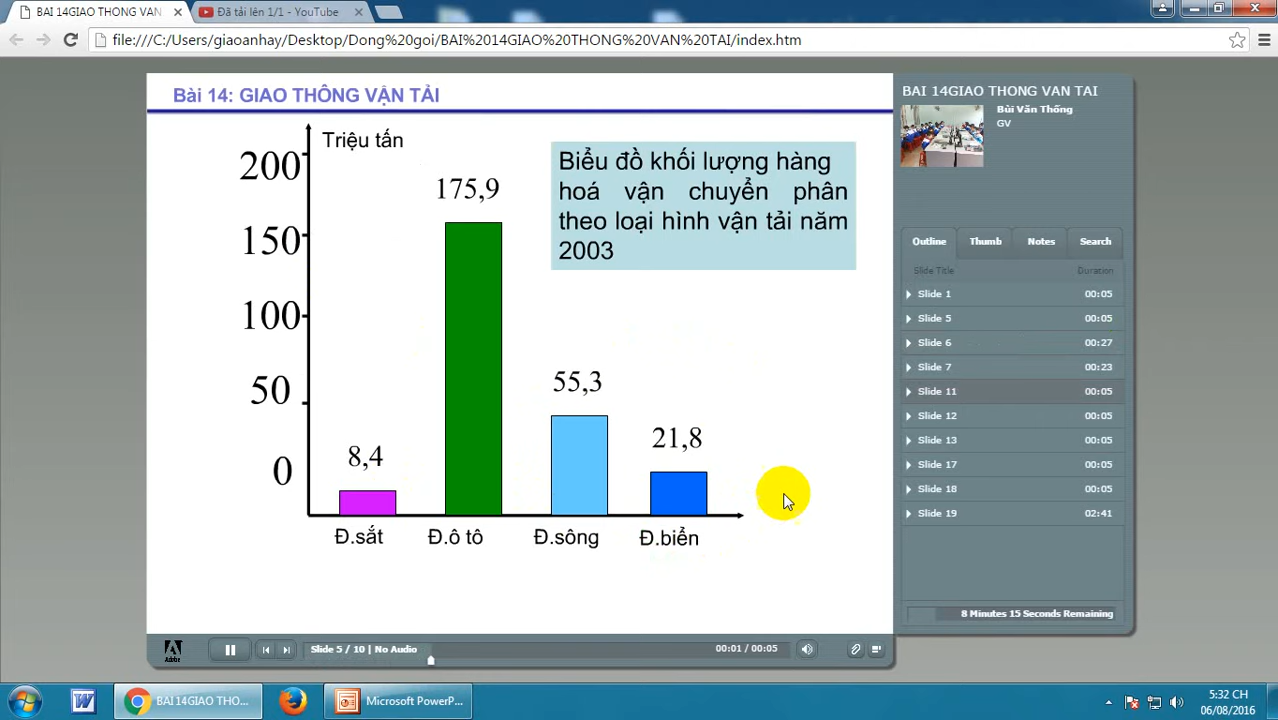 BAI 14GIAO THONG VAN
Đã tải lên 1/1 - YouTube
file:///C:/Users/giaoanhay/Desktop/Dong%20goi/BAI%2014GIAO%20THONG%20VAN%20TAI/index.htm
Bài 14: GIAO THÔNG VẬN TẢI
Triệu tấn
200
150
100
50
0
175,9
55,3
21,8
8,4
Đ.sắt
Đ.ô tô
Đ.sông
Đ.biển
Biểu đồ khối lượng hàng
hoá vận chuyển phân
theo loại hình vận tải năm
2003
BAI 14GIAO THONG VAN TAI
Bùi Văn Thống
GV
Outline Thumb Notes Search
Slide Title Duration
Slide 1 00:05
Slide 5 00:05
Slide 6 00:27
Slide 7 00:23
Slide 11 00:05
Slide 12 00:05
Slide 13 00:05
Slide 17 00:05
Slide 18 00:05
Slide 19 02:41
8 Minutes 15 Seconds Remaining
Adobe
Slide 5 / 10 | No Audio
00:01 / 00:05
BAI 14GIAO THO...
Microsoft PowerP...
5:32 CH
06/08/2016